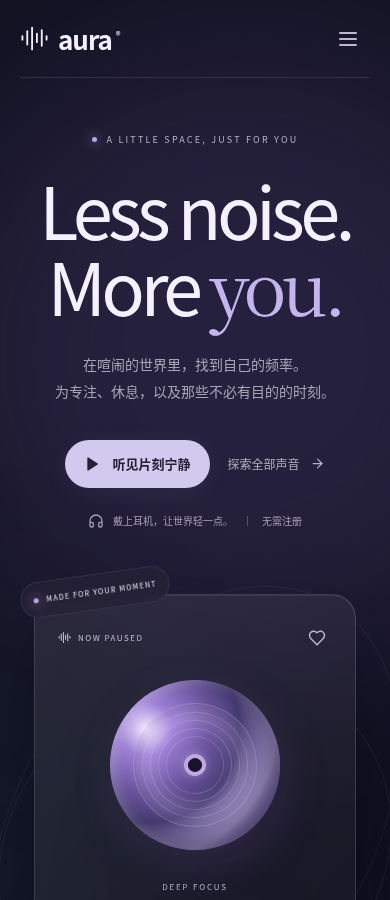 aura®
A LITTLE SPACE, JUST FOR YOU
Less noise.
More you.
在喧闹的世界里，找到自己的频率。
为专注、休息，以及那些不必有目的的时刻。
听见片刻宁静 探索全部声音 →
戴上耳机，让世界轻一点。 | 无需注册
MADE FOR YOUR MOMENT
NOW PAUSED
DEEP FOCUS